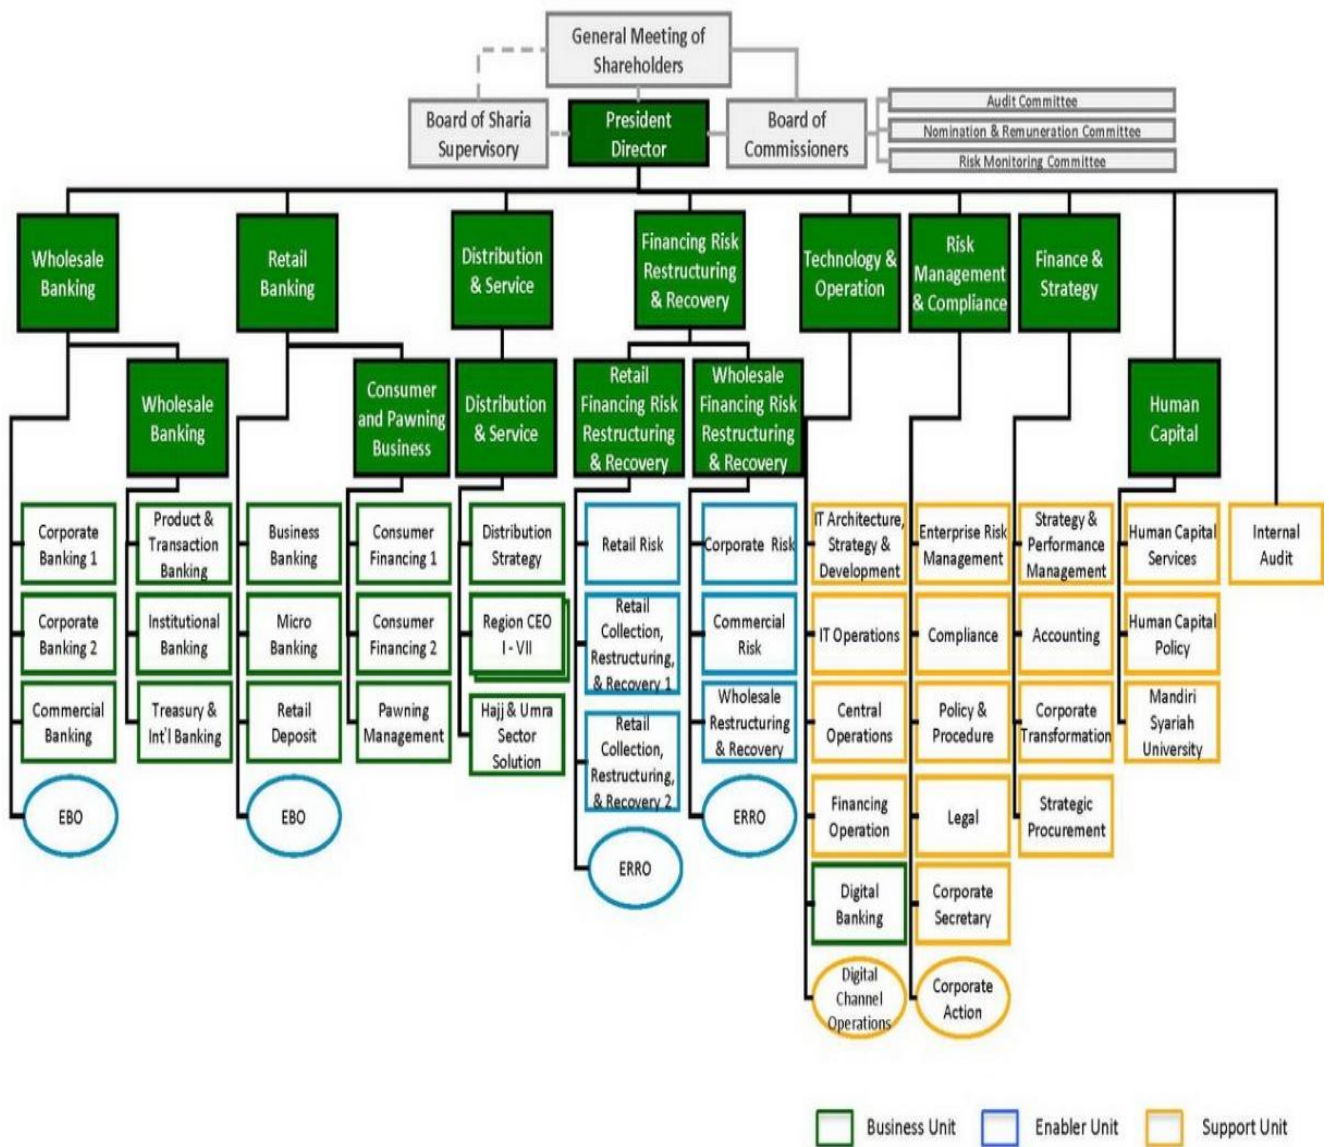 General Meeting of
Shareholders
Board of Sharia
Supervisory
President
Director
Board of
Commissioners
Audit Committee
Nomination & Remuneration Committee
Risk Monitoring Committee
Wholesale
Banking
Retail
Banking
Distribution
& Service
Financing Risk
Restructuring
& Recovery
Technology &
Operation
Risk
Management
& Compliance
Finance &
Strategy
Wholesale
Banking
Consumer
and Pawning
Business
Distribution
& Service
Retail
Financing Risk
Restructuring
& Recovery
Wholesale
Financing Risk
Restructuring
& Recovery
Human
Capital
Corporate
Banking 1
Product &
Transaction
Banking
Business
Banking
Consumer
Financing 1
Distribution
Strategy
Retail Risk
Corporate Risk
IT Architecture,
Strategy &
Development
Enterprise Risk
Management
Strategy &
Performance
Management
Human Capital
Services
Internal
Audit
Corporate
Banking 2
Institutional
Banking
Micro
Banking
Consumer
Financing 2
Region CEO
I - VII
Retail
Collection,
Restructuring,
& Recovery 1
Commercial
Risk
IT Operations
Compliance
Accounting
Human Capital
Policy
Commercial
Banking
Treasury &
Int'l Banking
Retail
Deposit
Pawning
Management
Hajj & Umra
Sector
Solution
Retail
Collection,
Restructuring,
& Recovery 2
Wholesale
Restructuring
& Recovery
Central
Operations
Policy &
Procedure
Corporate
Transformation
Mandiri
Syariah
University
EBO
EBO
ERRO
ERRO
Financing
Operation
Legal
Strategic
Procurement
Digital
Banking
Corporate
Secretary
Digital
Channel
Operations
Corporate
Action
Business Unit
Enabler Unit
Support Unit